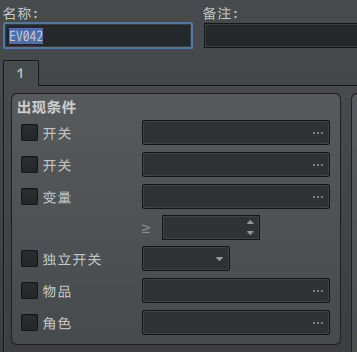 名称: 备注:
EV042
1
出现条件
开关 ...
开关 ...
变量 ...
≥
独立开关
物品 ...
角色 ...